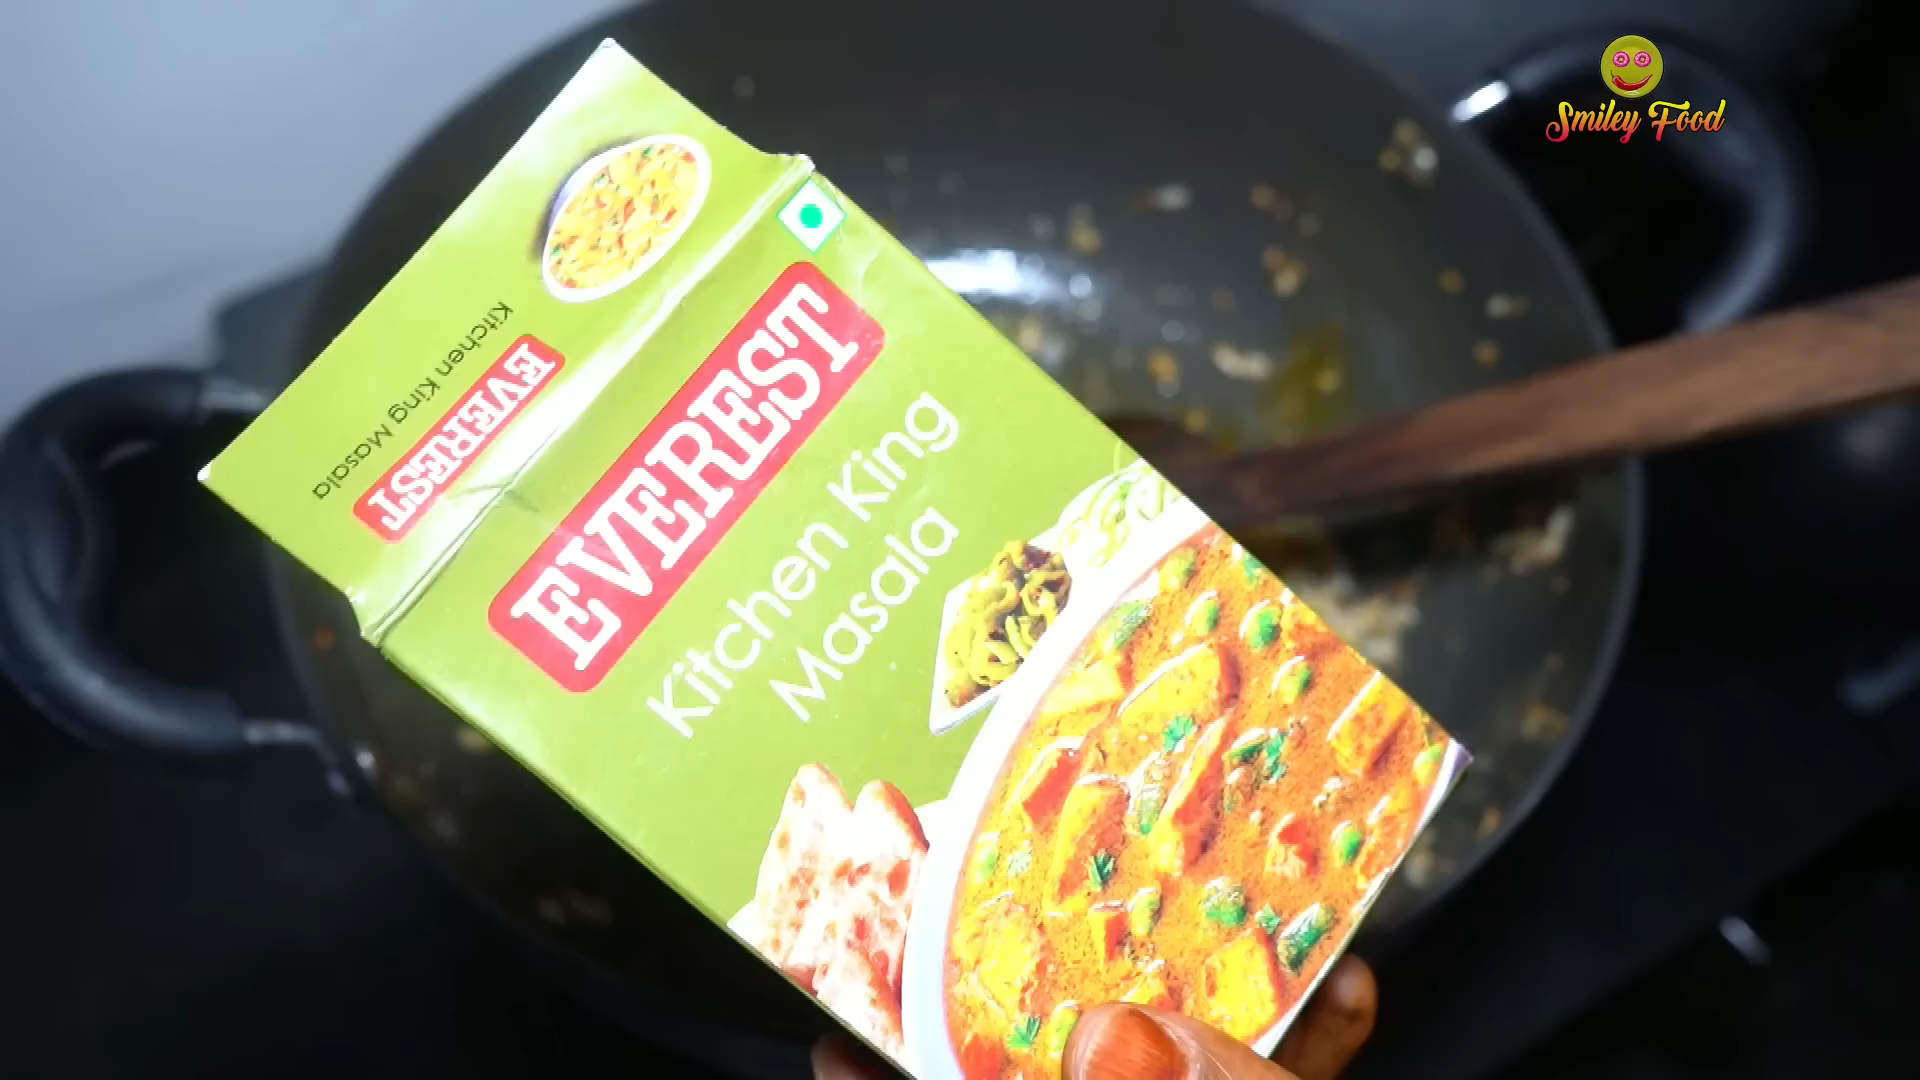 Smiley Food
Kitchen King Masala
EVEREST
EVEREST
Kitchen King
Masala